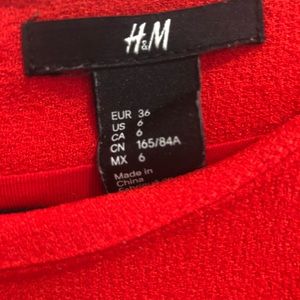 H&M
EUR 36
US 6
CA 6
CN 165/84A
MX 6
Made in
China